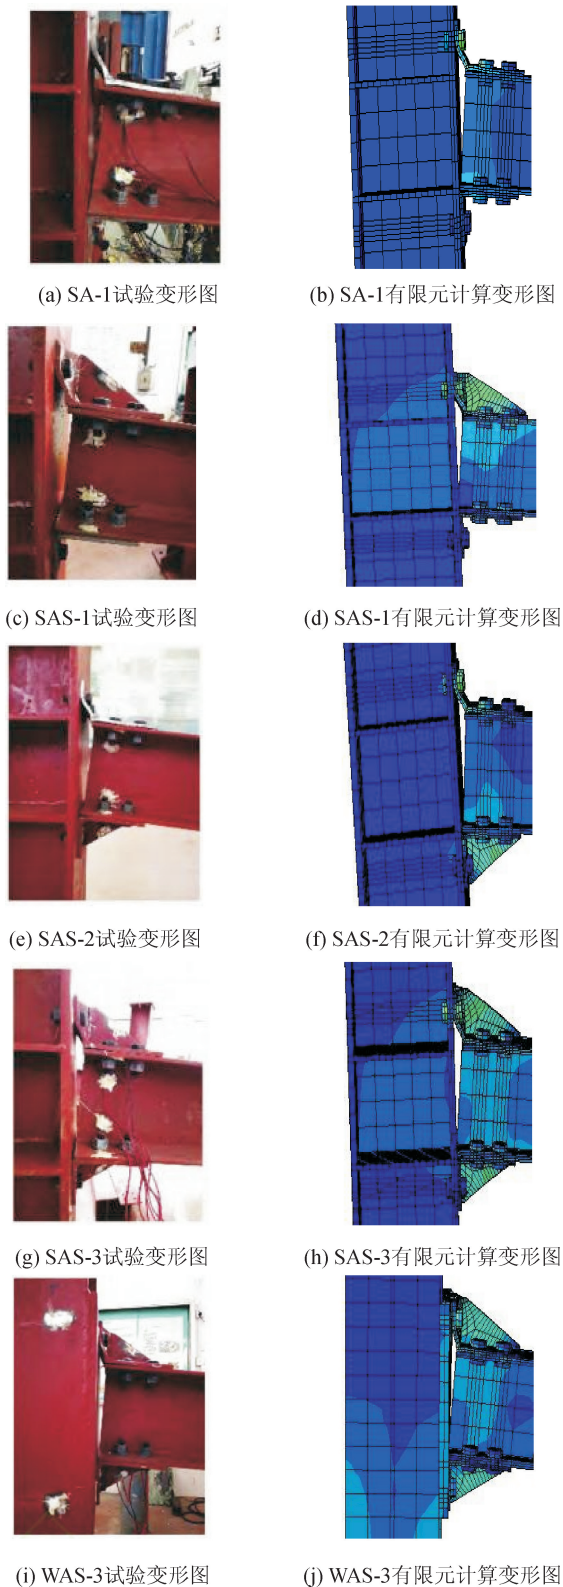 (a) SA-1试验变形图
(b) SA-1有限元计算变形图
(c) SAS-1试验变形图
(d) SAS-1有限元计算变形图
(e) SAS-2试验变形图
(f) SAS-2有限元计算变形图
(g) SAS-3试验变形图
(h) SAS-3有限元计算变形图
(i) WAS-3试验变形图
(j) WAS-3有限元计算变形图